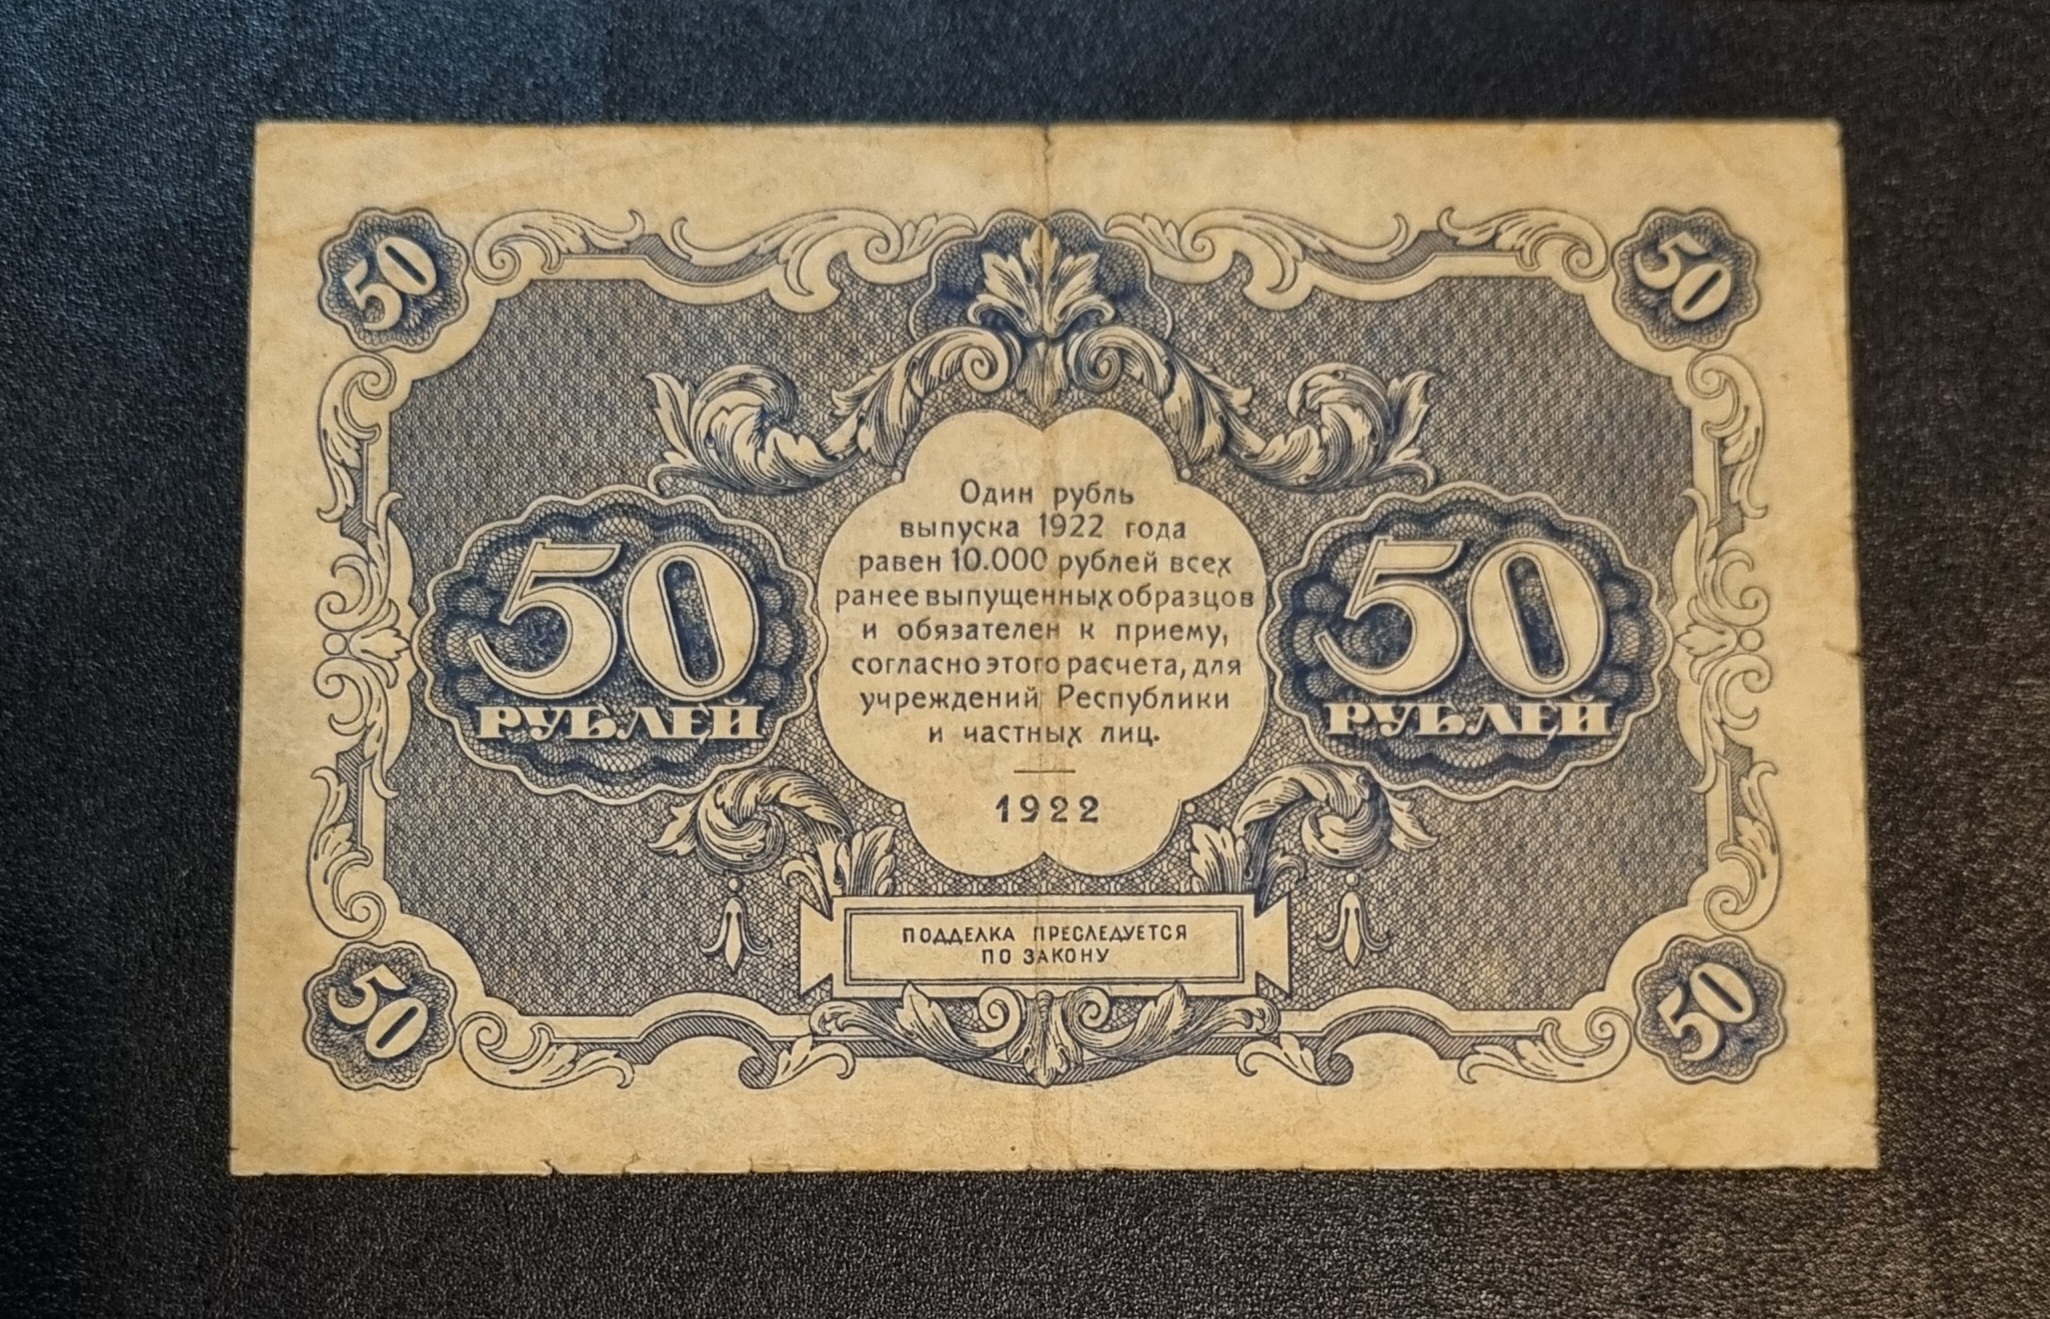 50
50
Один рубль
выпуска 1922 года
равен 10.000 рублей всех
ранее выпущенных образцов
и обязателен к приему,
согласно этого расчета, для
учреждений Республики
и частных лиц.
1922
50
РУБЛЕЙ
50
РУБЛЕЙ
ПОДДЕЛКА ПРЕСЛЕДУЕТСЯ
ПО ЗАКОНУ
50
50